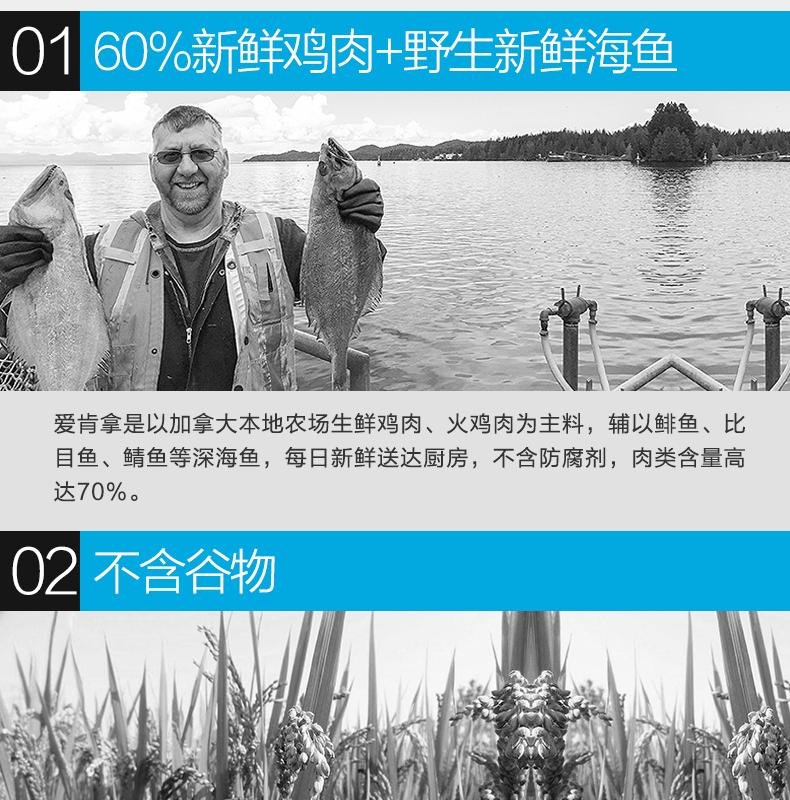 01 60%新鲜鸡肉+野生新鲜海鱼
爱肯拿是以加拿大本地农场生鲜鸡肉、火鸡肉为主料，辅以鲱鱼、比
目鱼、鲭鱼等深海鱼，每日新鲜送达厨房，不含防腐剂，肉类含量高
达70%。
02 不含谷物